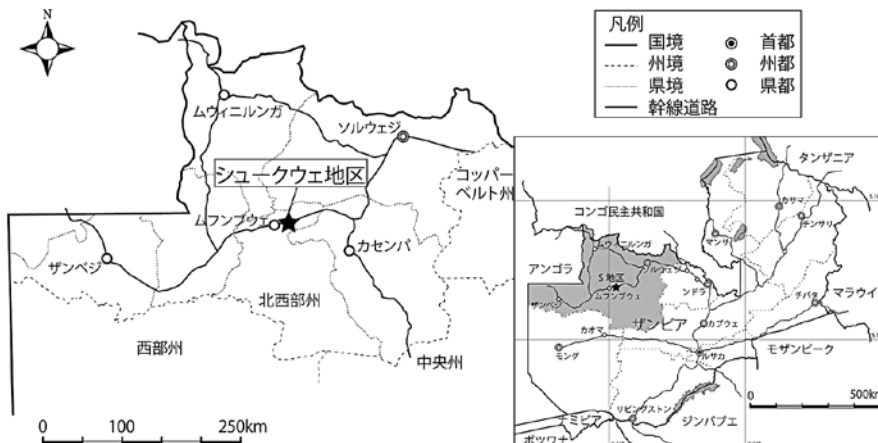 N
ムウィニルンガ
ソルウェジ
シュークウェ地区
コッパー
ベルト州
ムフンブウェ
ザンベジ
カセンパ
北西部州
西部州
中央州
0 100 250km
凡例
国境 首都
州境 州都
県境 県都
幹線道路
タンザニア
コンゴ民主共和国
カサマ
マンサ
ムウィニルンガ
アンゴラ
ソルウェジ
S地区
ムフンブウェ
ンドラ
ザンベジ
チパタ
マラウイ
ザンビア
カオマ
カブウェ
モング
ルサカ
モザンビーク
0 500km
リビングストン
ナミビア
ジンバブエ
ボツワナ